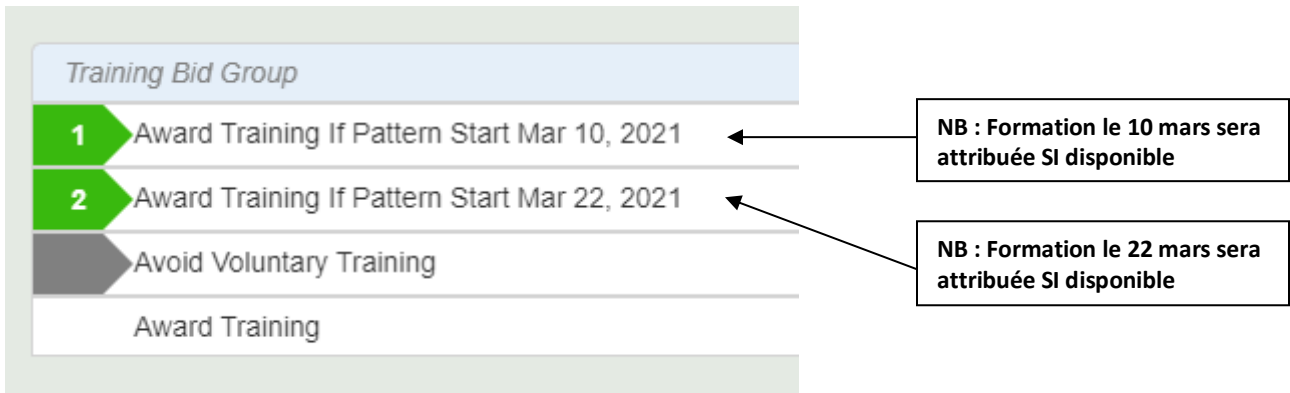 Training Bid Group
1 Award Training If Pattern Start Mar 10, 2021
NB : Formation le 10 mars sera
attribuée SI disponible
2 Award Training If Pattern Start Mar 22, 2021
Avoid Voluntary Training
NB : Formation le 22 mars sera
attribuée SI disponible
Award Training